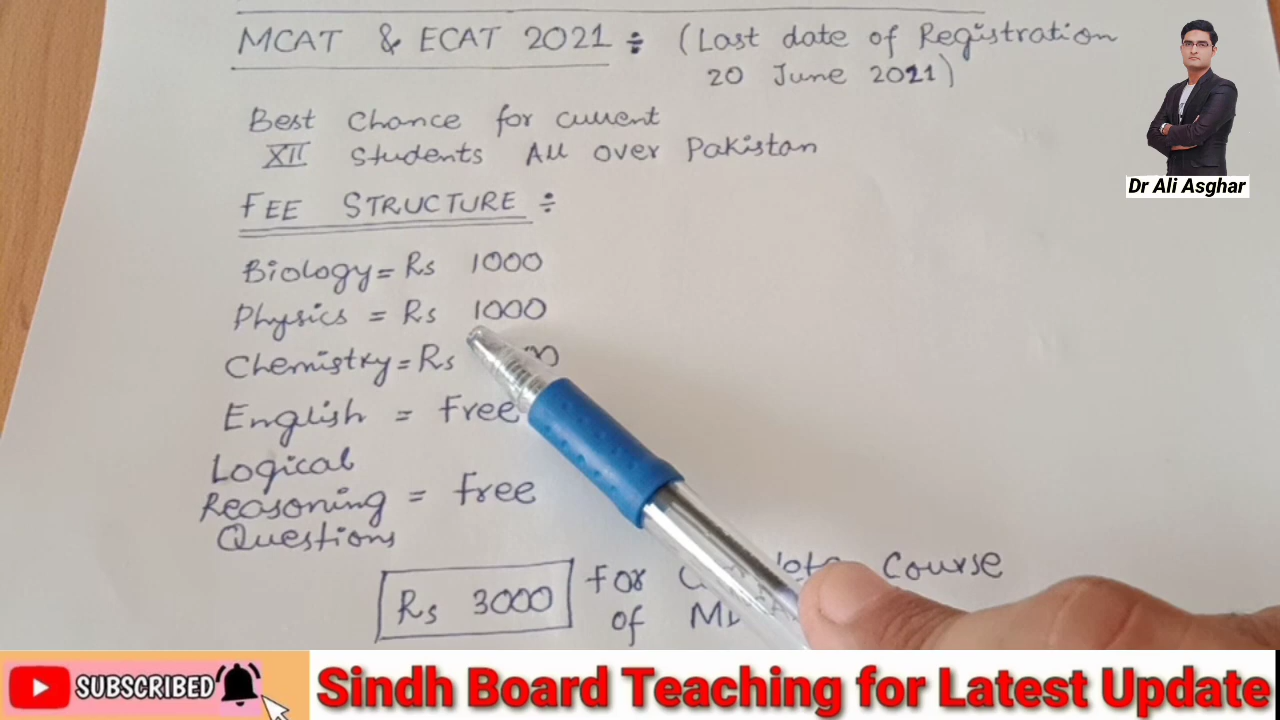 MCAT & ECAT 2021 ÷ (Last date of Registration
20 June 2021)
Best Chance for current
XII Students All over Pakistan
FEE STRUCTURE ÷
Biology = Rs 1000
Physics = Rs 1000
Chemistry = Rs
English = Free
Logical
Reasoning = Free
Questions
Rs 3000 For Course
of
Dr Ali Asghar
SUBSCRIBED
Sindh Board Teaching for Latest Update